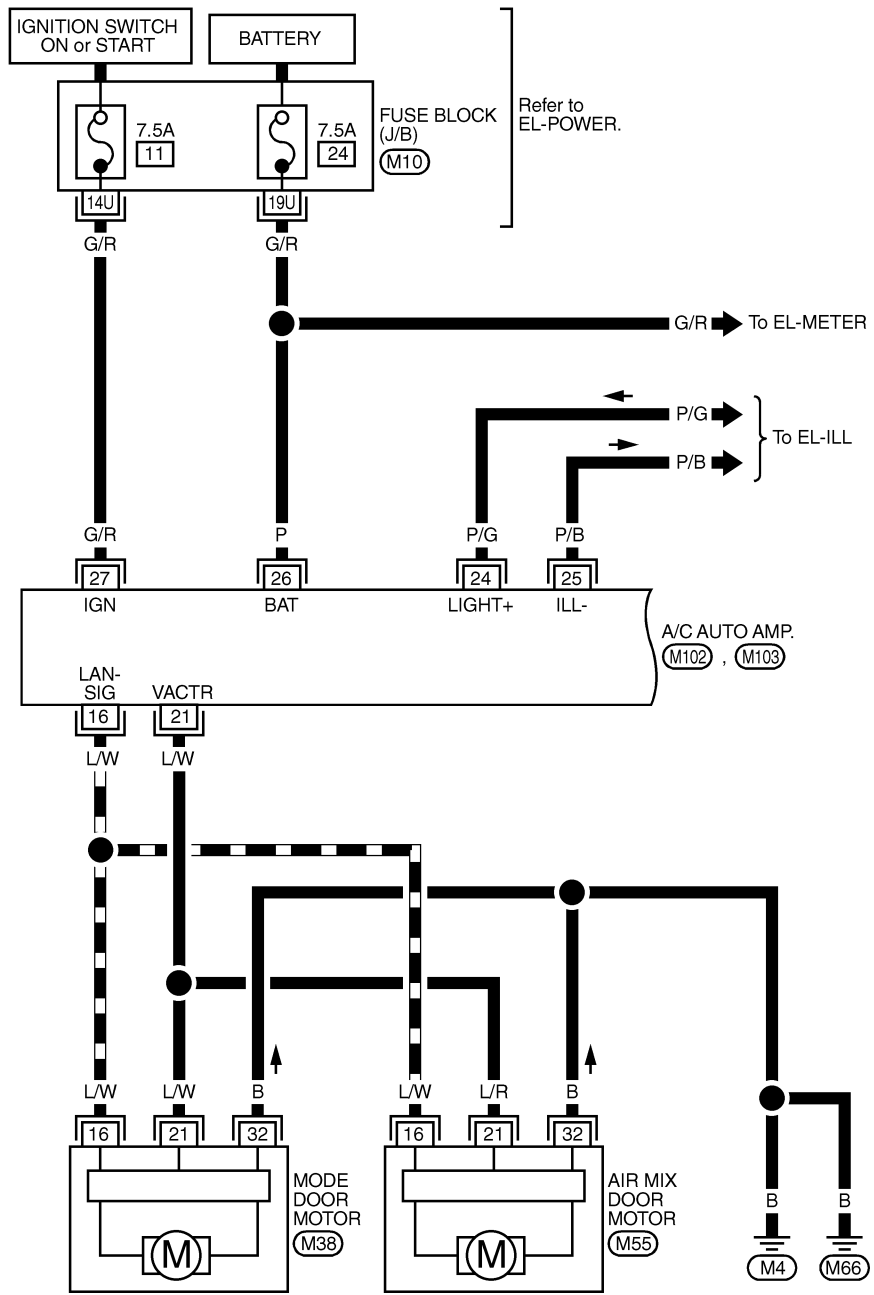 IGNITION SWITCH
ON or START
BATTERY
Refer to
EL-POWER.
7.5A
11
7.5A
24
FUSE BLOCK
(J/B)
M10
14U
19U
G/R
G/R
G/R
To EL-METER
P/G
To EL-ILL
P/B
G/R
P
P/G
P/B
27
26
24
25
IGN
BAT
LIGHT+
ILL-
A/C AUTO AMP.
M102 , M103
LAN-
SIG
VACTR
16
21
L/W
L/W
L/W
L/W
B
L/W
L/R
B
16
21
32
16
21
32
MODE
DOOR
MOTOR
M38
M
AIR MIX
DOOR
MOTOR
M55
M
B
B
M4
M66